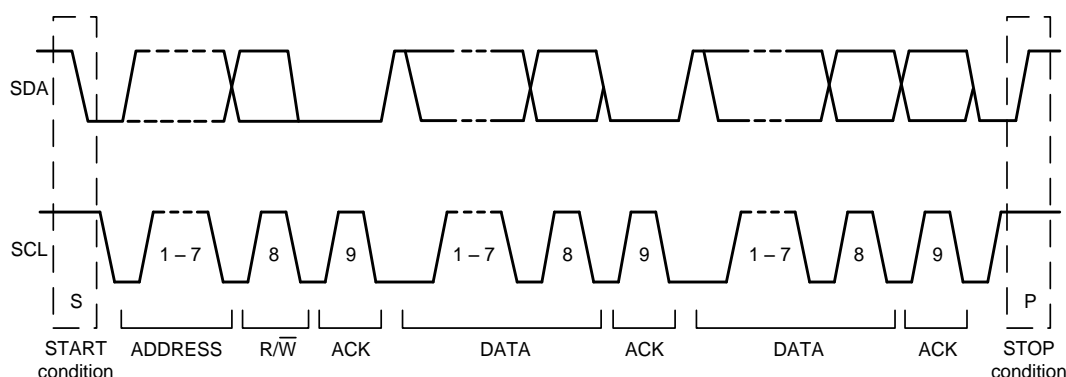 SDA
SCL
1 – 7 8 9 1 – 7 8 9 1 – 7 8 9
S P
START condition ADDRESS R/W̅ ACK DATA ACK DATA ACK STOP condition